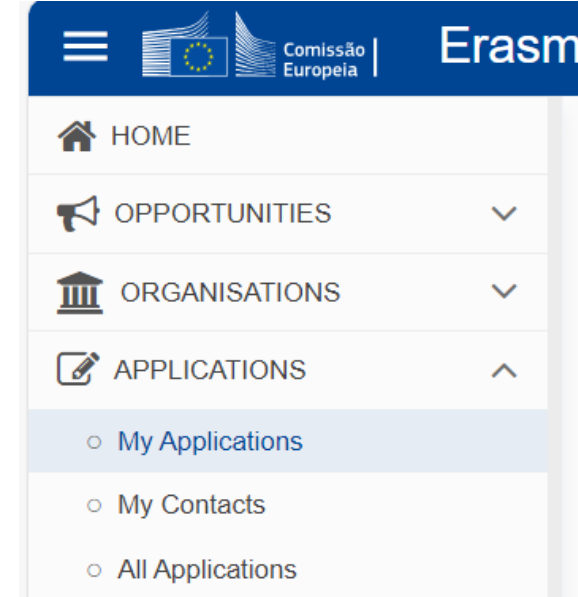 Comissão
Europeia
Erasm
HOME
OPPORTUNITIES
ORGANISATIONS
APPLICATIONS
My Applications
My Contacts
All Applications